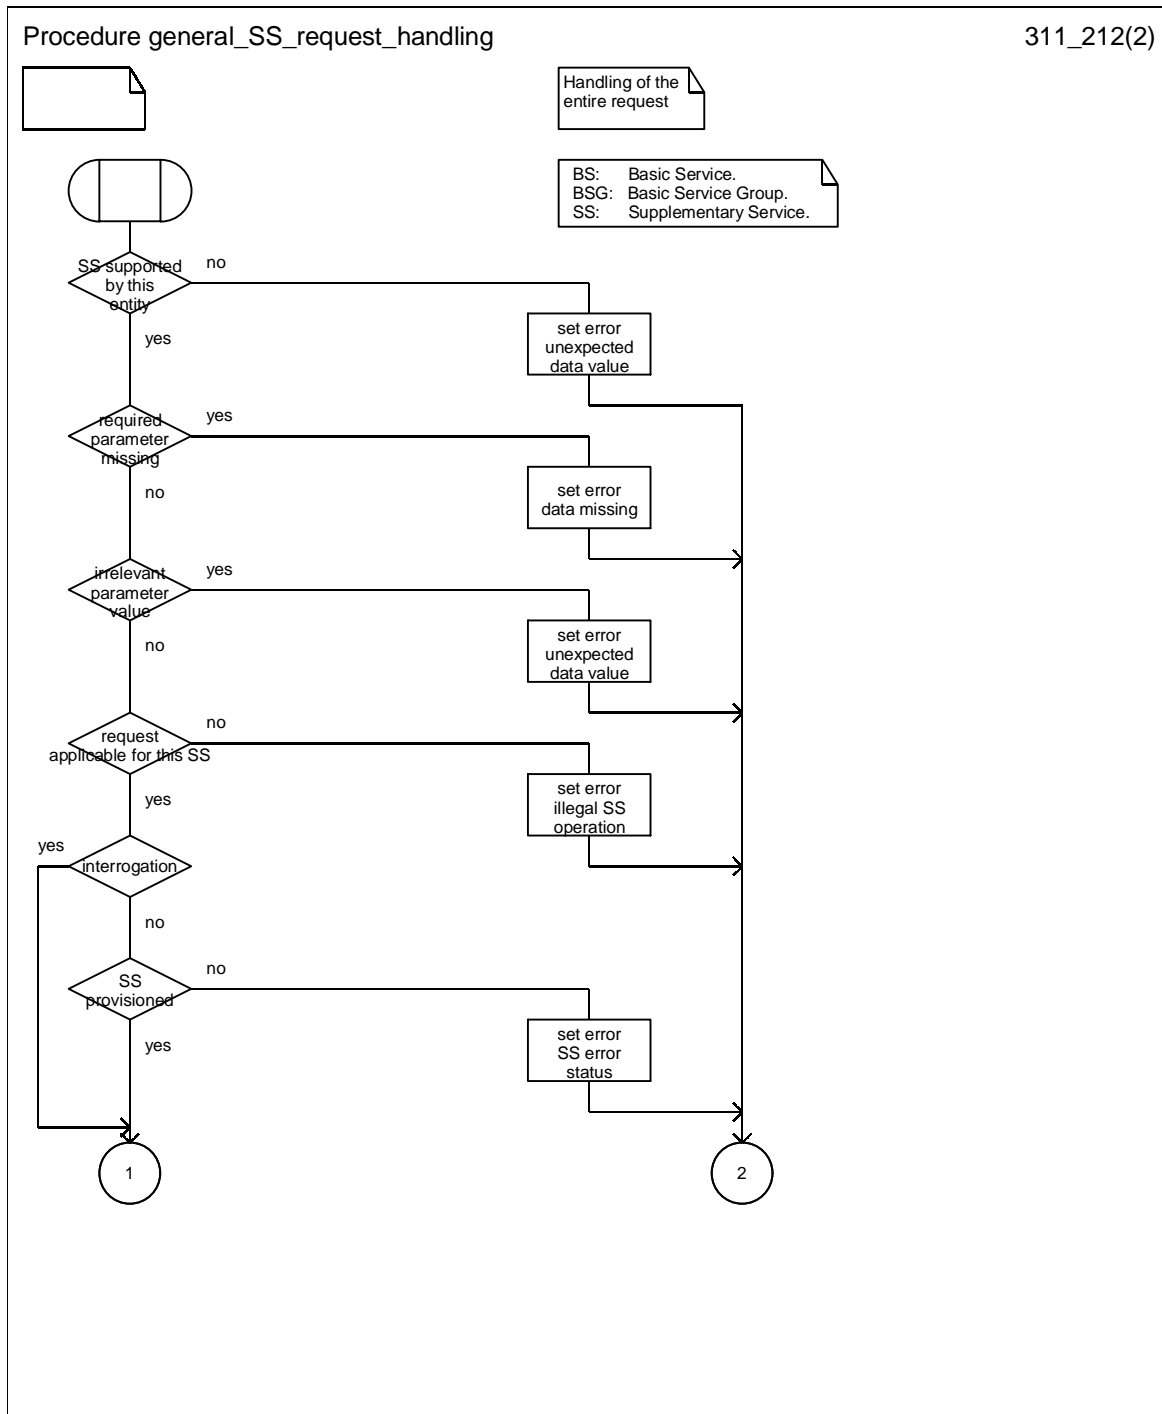 Procedure general_SS_request_handling
311_212(2)
Handling of the
entire request
BS: Basic Service.
BSG: Basic Service Group.
SS: Supplementary Service.
SS supported
by this
entity
no
yes
set error
unexpected
data value
required
parameter
missing
yes
no
set error
data missing
irrelevant
parameter
value
yes
no
set error
unexpected
data value
request
applicable for this SS
no
yes
set error
illegal SS
operation
yes
interrogation
no
SS
provisioned
no
yes
set error
SS error
status
1
2